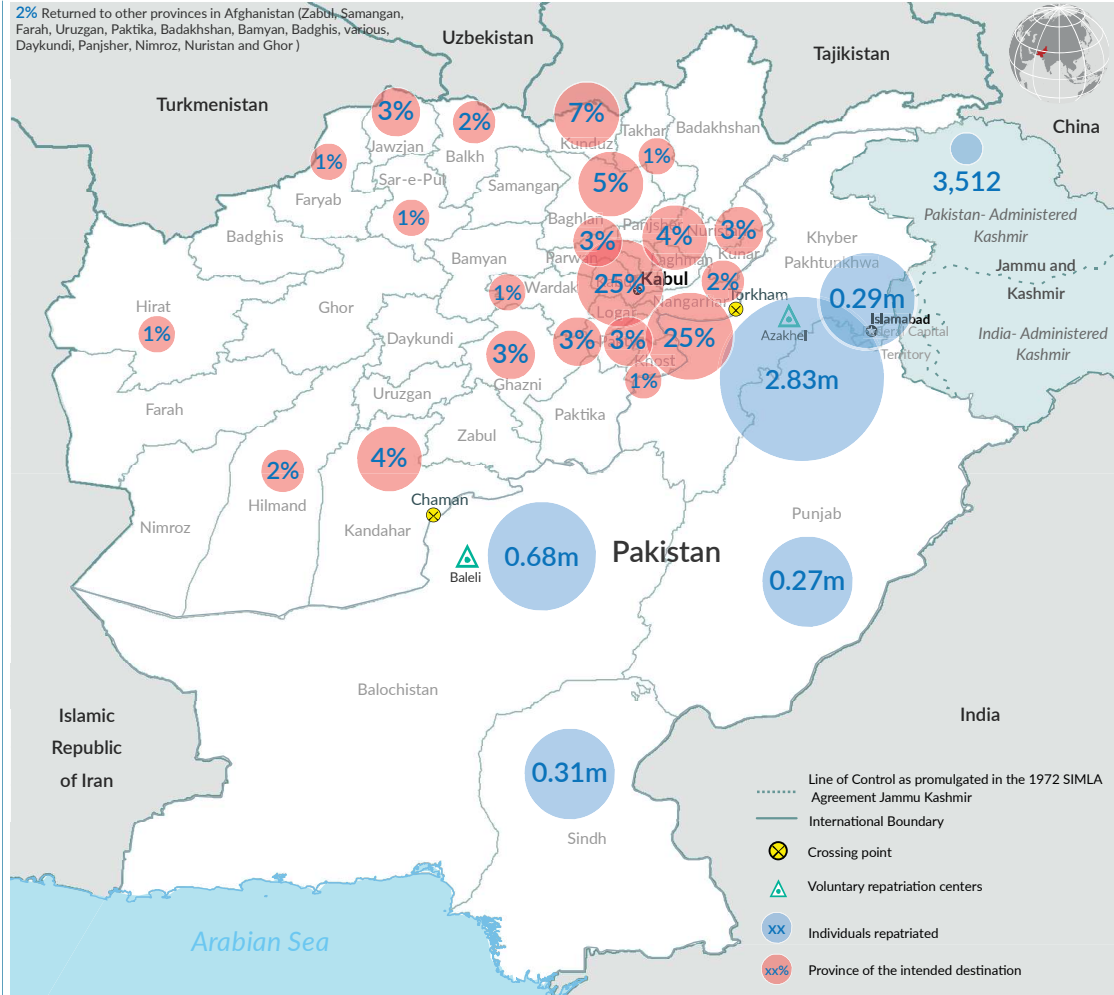 2% Returned to other provinces in Afghanistan (Zabul, Samangan,
Farah, Uruzgan, Paktika, Badakhshan, Bamyan, Badghis, various,
Daykundi, Panjsher, Nimroz, Nuristan and Ghor )
Uzbekistan
Tajikistan
Turkmenistan
China
3%
Jawzjan
2%
Balkh
7%
Kunduz
Takhar
1%
Badakhshan
1%
Faryab
Sar-e-Pul
1%
Samangan
5%
Baghlan
3,512
Pakistan- Administered
Kashmir
Badghis
Bamyan
Parwan
3%
Panjsher
4%
Laghman
Nuristan
3%
Kunar
Khyber
Pakhtunkhwa
Jammu and
Kashmir
India- Administered
Kashmir
Hirat
1%
Ghor
1%
Wardak
25%
Kabul
Logar
2%
Nangarhar
Torkham
0.29m
Islamabad
Federal Capital
Territory
Azakhel
Daykundi
3%
Ghazni
3%
3%
25%
Khost
1%
2.83m
Farah
Uruzgan
Paktika
Zabul
2%
Hilmand
4%
Kandahar
Chaman
Nimroz
Baleli
0.68m
Pakistan
Punjab
0.27m
Balochistan
Islamic
Republic
of Iran
India
0.31m
Sindh
Arabian Sea
Line of Control as promulgated in the 1972 SIMLA
Agreement Jammu Kashmir
International Boundary
Crossing point
Voluntary repatriation centers
xx
Individuals repatriated
xx%
Province of the intended destination